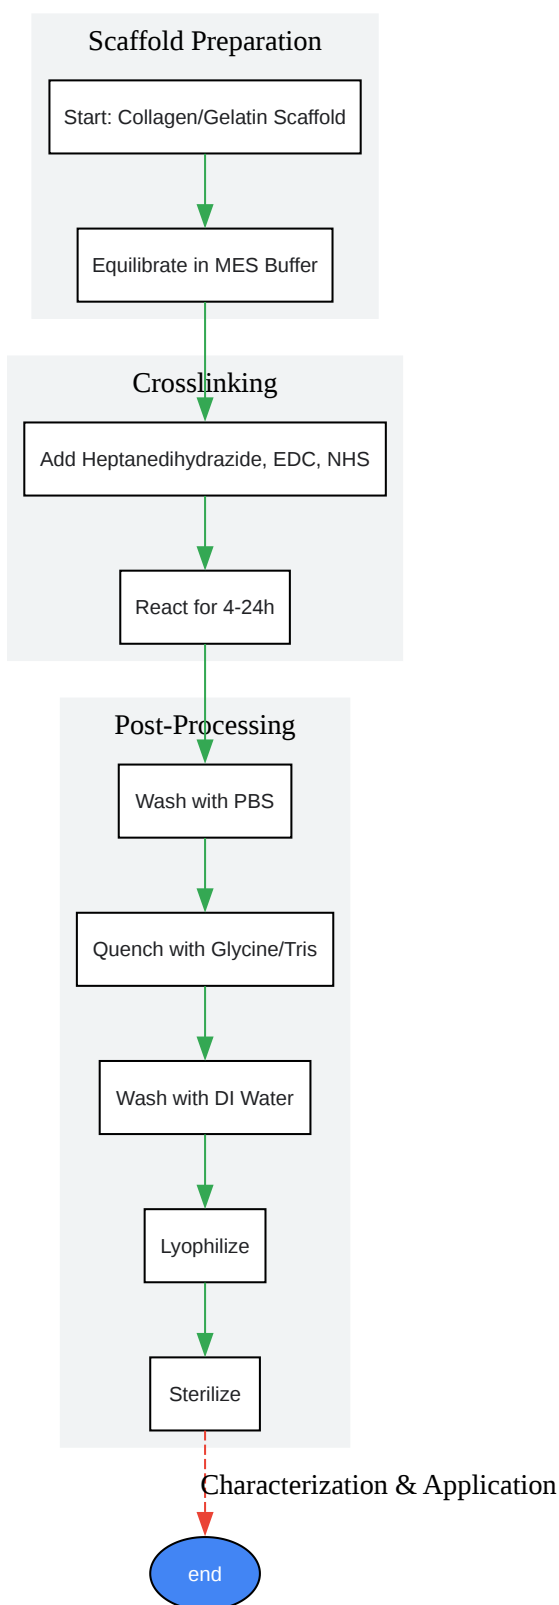 Scaffold Preparation
Start: Collagen/Gelatin Scaffold
Equilibrate in MES Buffer
Crosslinking
Add Heptanedihydrazide, EDC, NHS
React for 4-24h
Post-Processing
Wash with PBS
Quench with Glycine/Tris
Wash with DI Water
Lyophilize
Sterilize
Characterization & Application
end